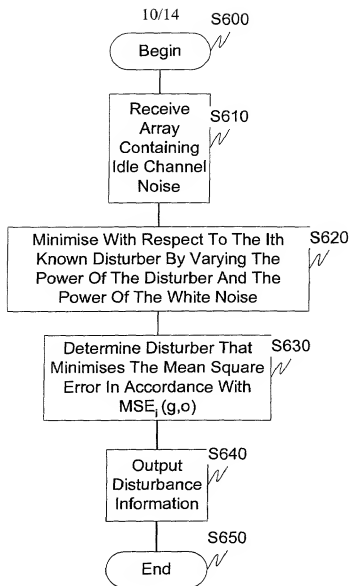 10/14
S600
Begin
S610
Receive
Array
Containing
Idle Channel
Noise
S620
Minimise With Respect To The Ith
Known Disturber By Varying The
Power Of The Disturber And The
Power Of The White Noise
S630
Determine Disturber That
Minimises The Mean Square
Error In Accordance With
MSEi (g,o)
S640
Output
Disturbance
Information
S650
End